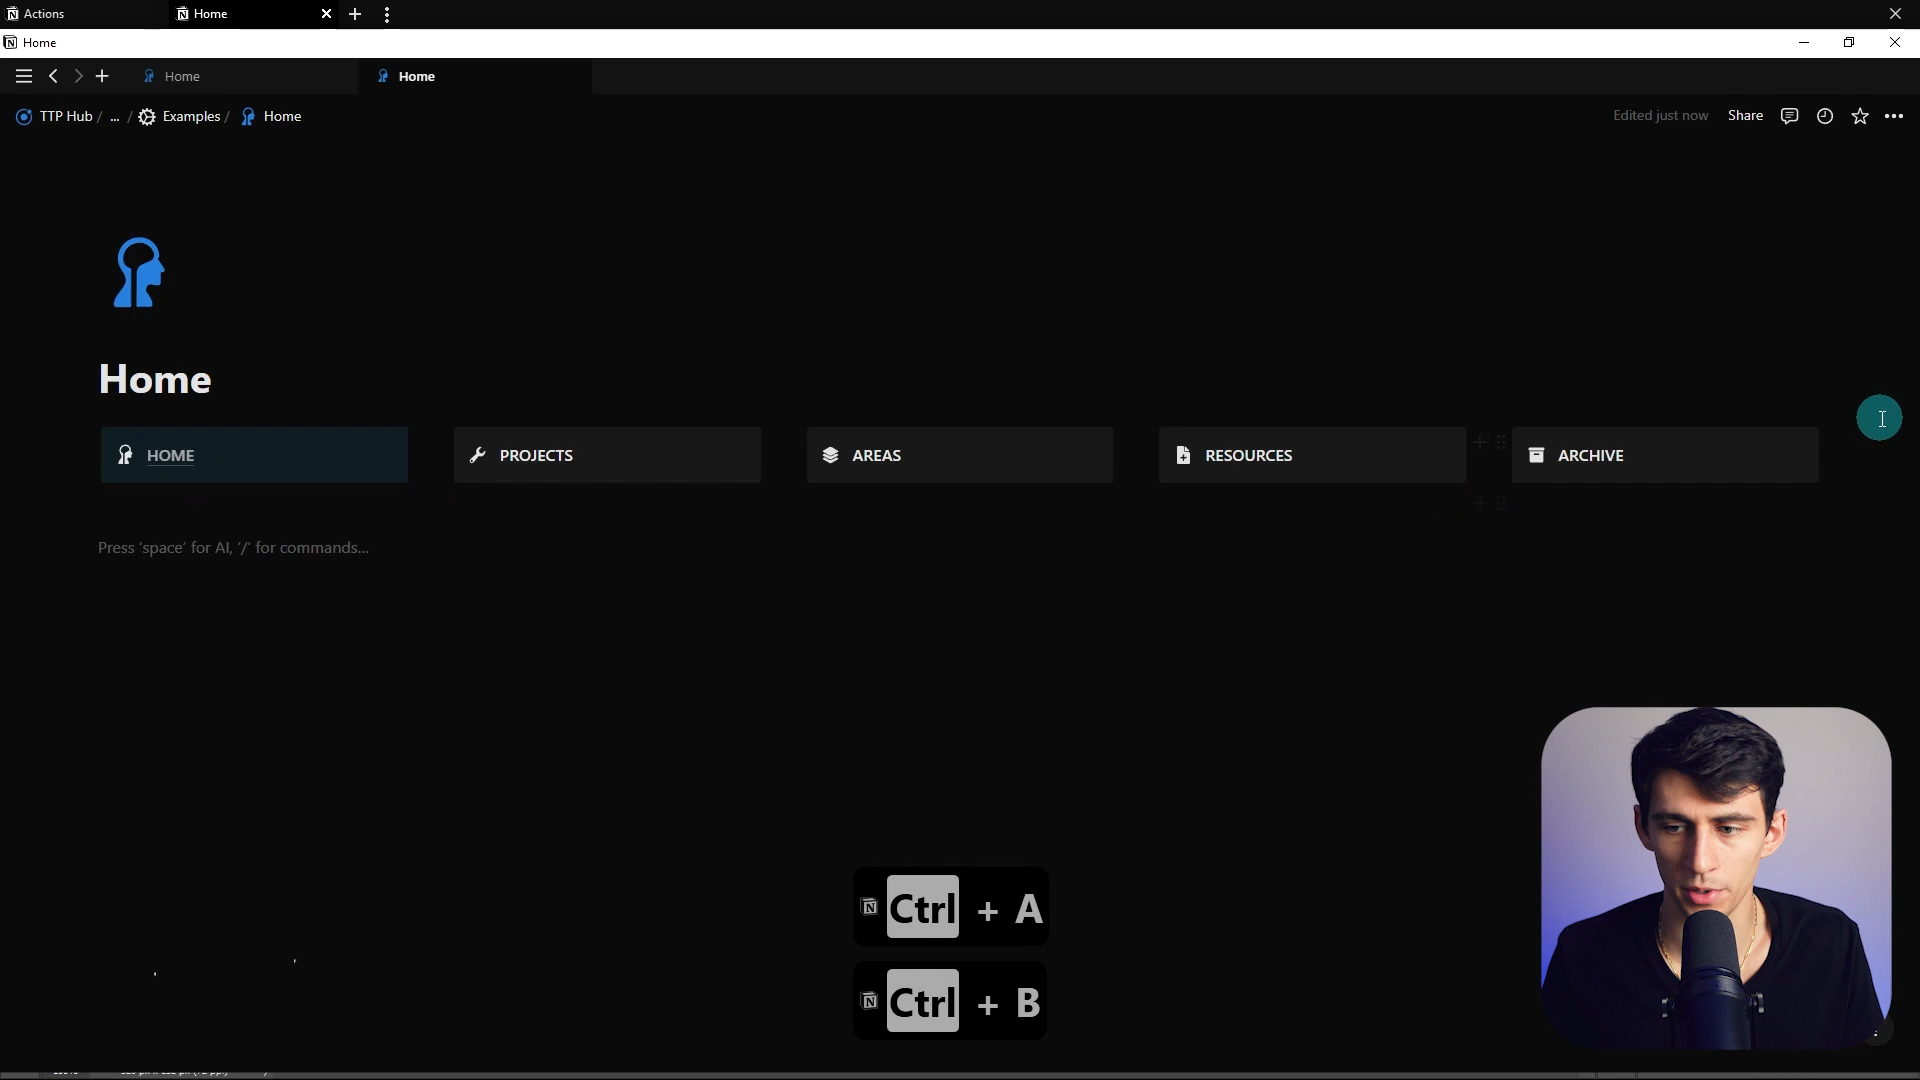 Actions
Home
Home
Home
Home
TTP Hub / ... / Examples / Home
Edited just now
Share
Home
HOME
PROJECTS
AREAS
RESOURCES
ARCHIVE
Press 'space' for AI, '/' for commands...
Ctrl + A
Ctrl + B